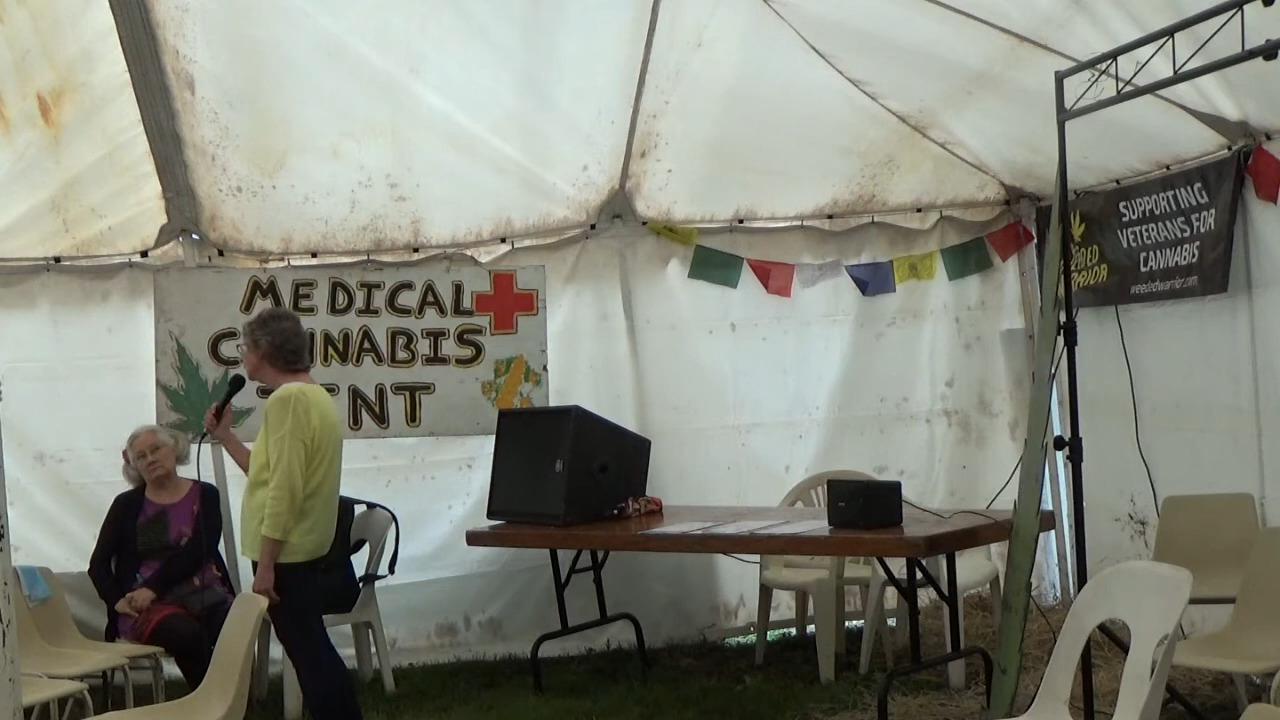 MEDICAL
CANNABIS
TENT
SUPPORTING
VETERANS FOR
CANNABIS
weededwarrior.com